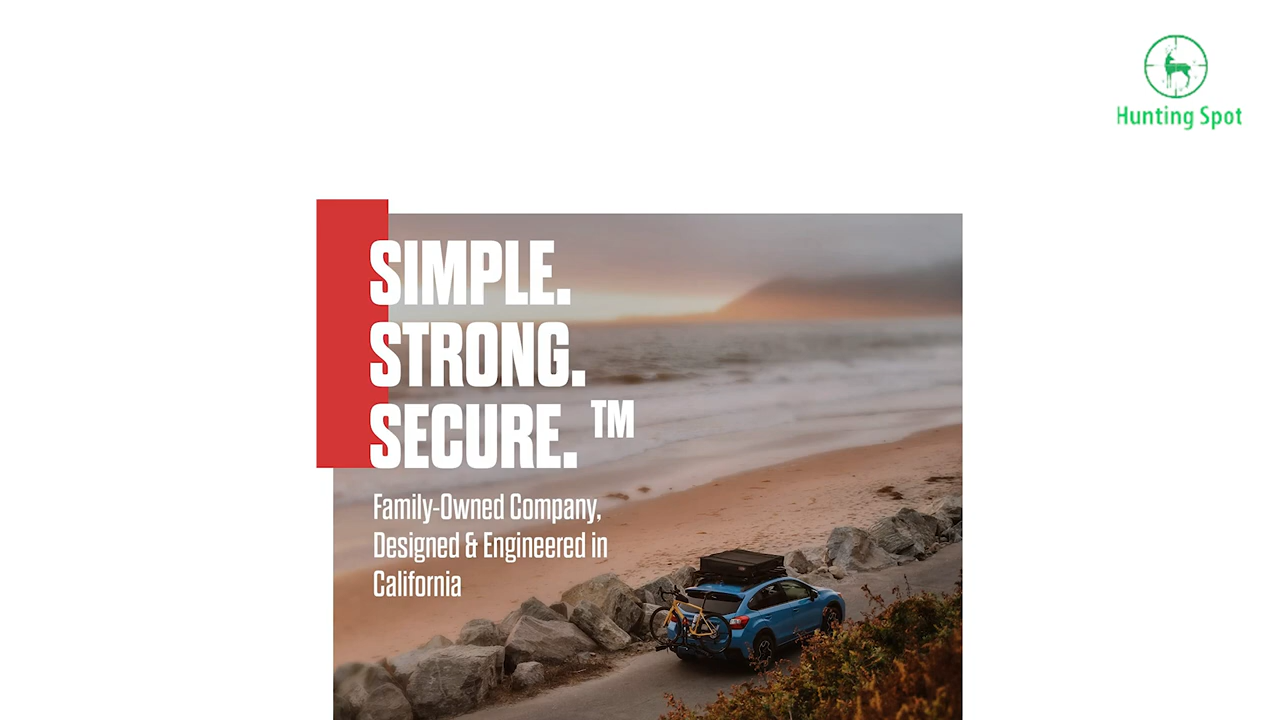 Hunting Spot
SIMPLE.
STRONG.
SECURE.™
Family-Owned Company,
Designed & Engineered in
California